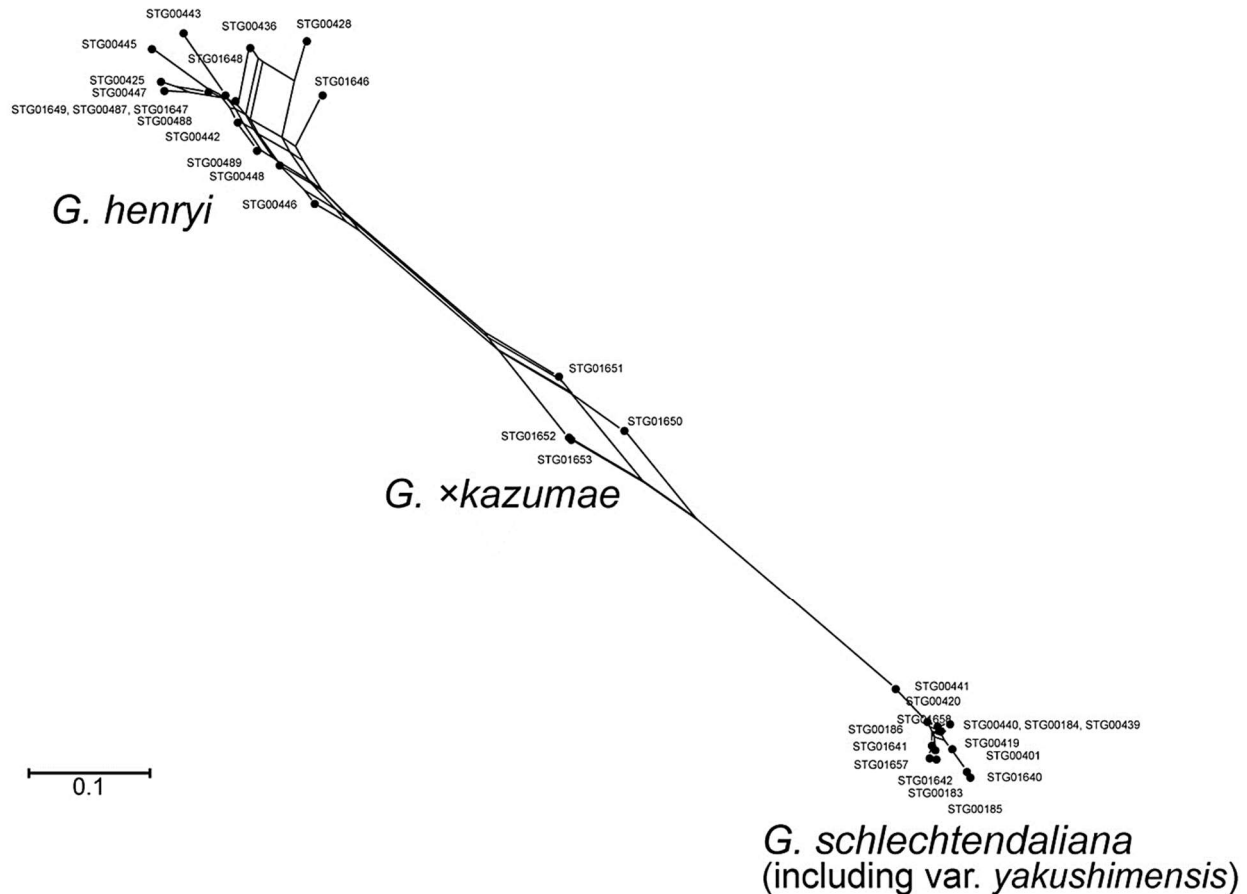 STG00443
STG00436
STG00428
STG00445
STG01648
STG00425
STG01646
STG00447
STG01649, STG00487, STG01647
STG00488
STG00442
STG00489
STG00448
STG00446
G. henryi
STG01651
STG01650
STG01652
STG01653
G. ×kazumae
STG00441
STG00420
STG01658
STG00440, STG00184, STG00439
STG00186
STG00419
STG01641
STG00401
STG01657
STG01640
STG01642
STG00183
STG00185
0.1
G. schlechtendaliana
(including var. yakushimensis)